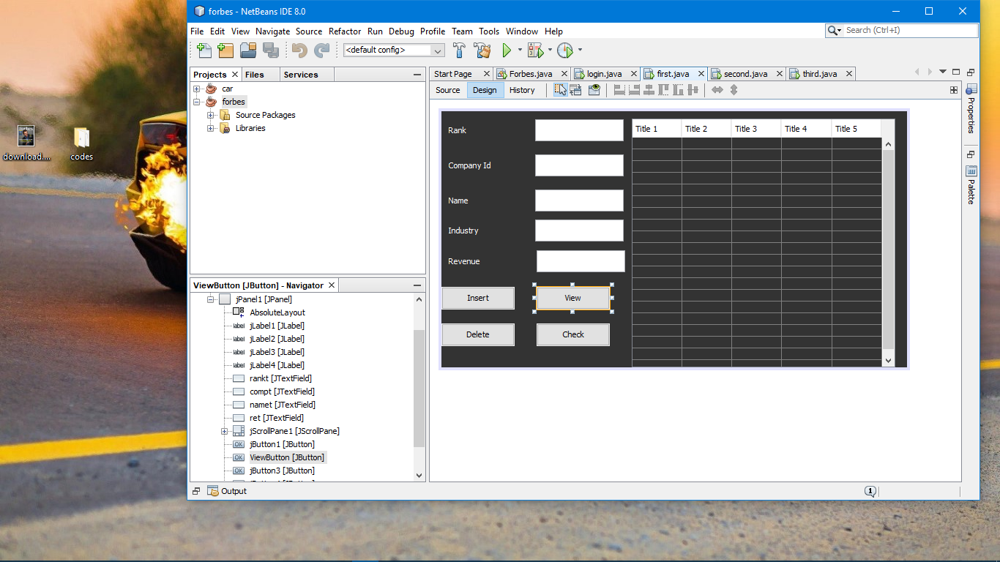 forbes - NetBeans IDE 8.0
File Edit View Navigate Source Refactor Run Debug Profile Team Tools Window Help
Search (Ctrl+I)
<default config>
Projects Files Services
car
forbes
Source Packages
Libraries
download....
codes
Start Page Forbes.java login.java first.java second.java third.java
Source Design History
Rank
Company Id
Name
Industry
Revenue
Insert View
Delete Check
Title 1 Title 2 Title 3 Title 4 Title 5
Properties
Palette
ViewButton [JButton] - Navigator
jPanel1 [JPanel]
AbsoluteLayout
label jLabel1 [JLabel]
label jLabel2 [JLabel]
label jLabel3 [JLabel]
label jLabel4 [JLabel]
rankt [JTextField]
compt [JTextField]
namet [JTextField]
ret [JTextField]
jScrollPane1 [JScrollPane]
OK jButton1 [JButton]
OK ViewButton [JButton]
OK jButton3 [JButton]
Output
1